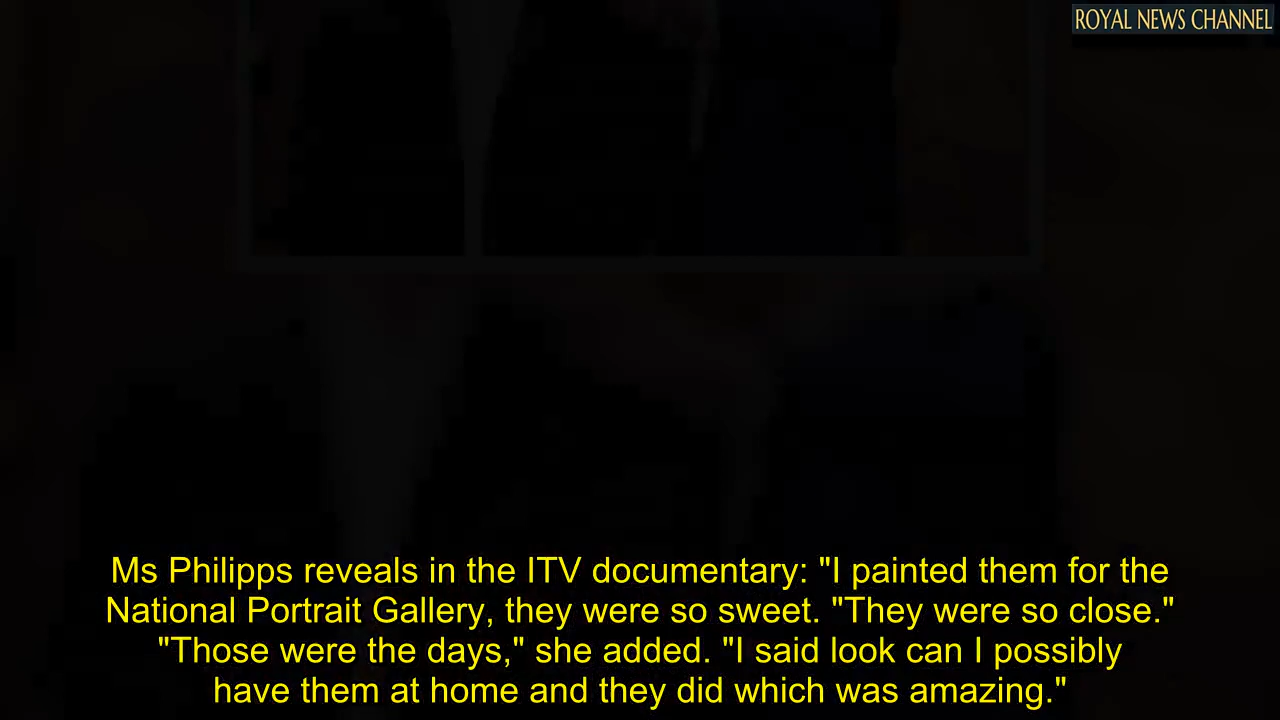 ROYAL NEWS CHANNEL
Ms Philipps reveals in the ITV documentary: "I painted them for the
National Portrait Gallery, they were so sweet. "They were so close."
"Those were the days," she added. "I said look can I possibly
have them at home and they did which was amazing."